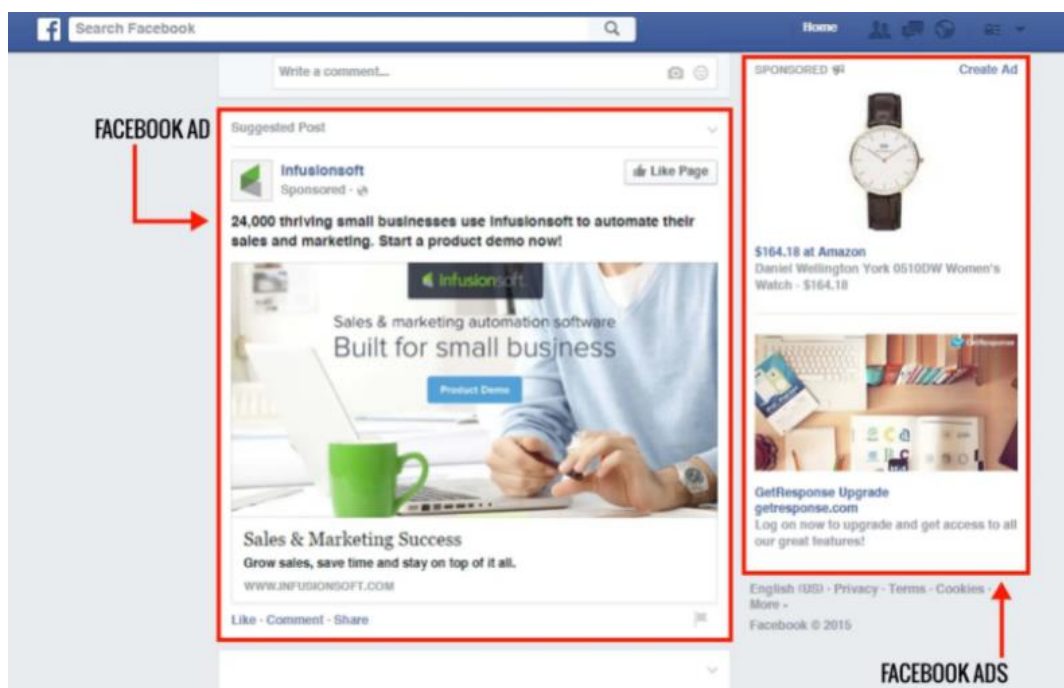 Search Facebook
Home
Write a comment...
FACEBOOK AD
Suggested Post
Infusionsoft
Sponsored ·
Like Page
24,000 thriving small businesses use Infusionsoft to automate their
sales and marketing. Start a product demo now!
Infusionsoft
Sales & marketing automation software
Built for small business
Product Demo
Sales & Marketing Success
Grow sales, save time and stay on top of it all.
WWW.INFUSIONSOFT.COM
Like · Comment · Share
SPONSORED
Create Ad
$164.18 at Amazon
Daniel Wellington York 0510DW Women's
Watch - $164.18
GetResponse
GetResponse Upgrade
getresponse.com
Log on now to upgrade and get access to all
our great features!
English (US) · Privacy · Terms · Cookies ·
More
Facebook © 2015
FACEBOOK ADS